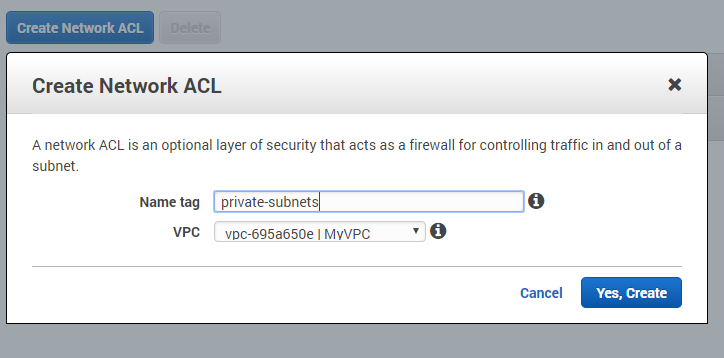 Create Network ACL Delete
Create Network ACL
A network ACL is an optional layer of security that acts as a firewall for controlling traffic in and out of a
subnet.
Name tag private-subnets
VPC vpc-695a650e | MyVPC
Cancel Yes, Create